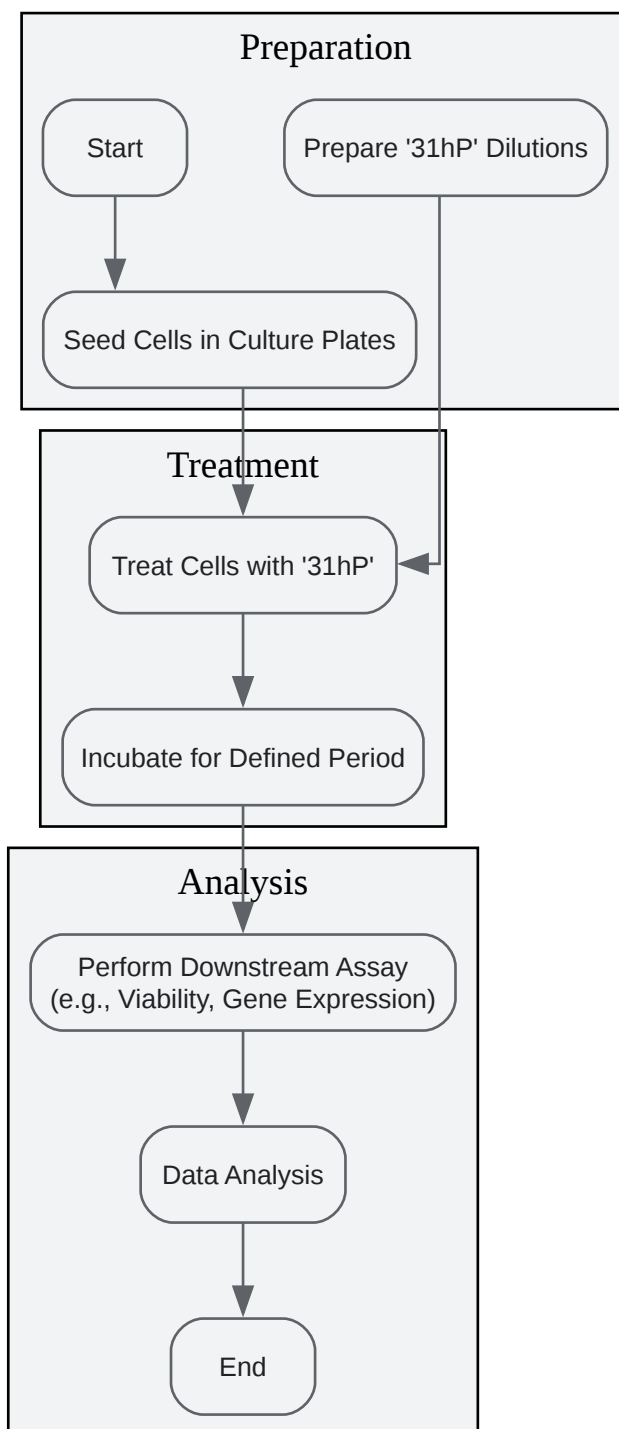 Preparation
Start
Prepare '31hP' Dilutions
Seed Cells in Culture Plates
Treatment
Treat Cells with '31hP'
Incubate for Defined Period
Analysis
Perform Downstream Assay
(e.g., Viability, Gene Expression)
Data Analysis
End